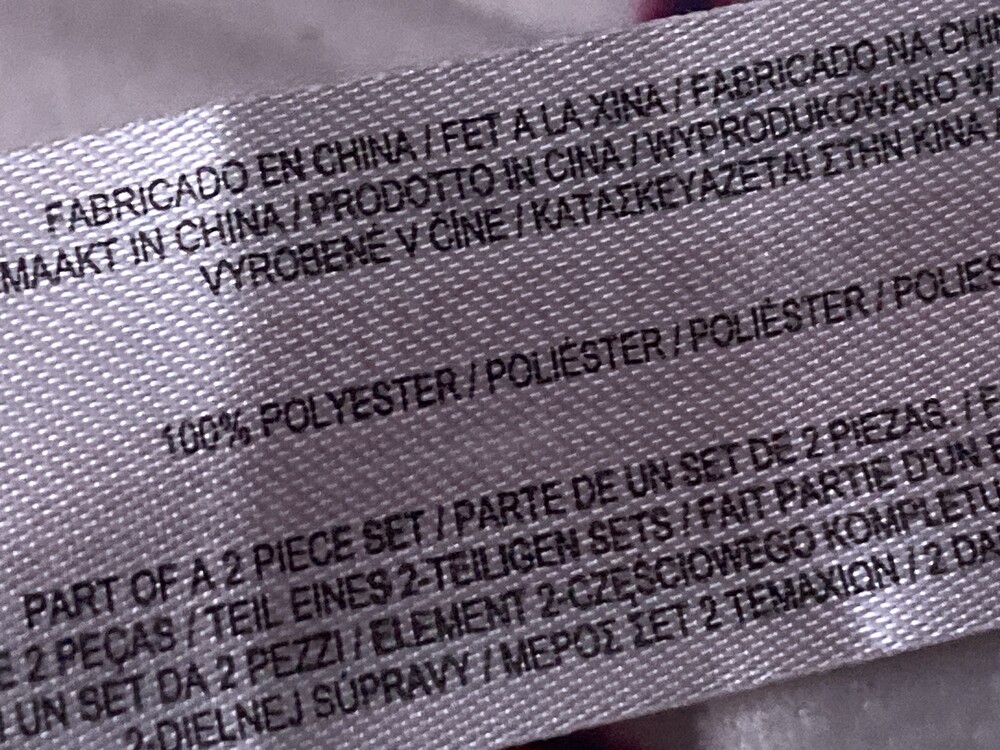 FABRICADO EN CHINA / FET A LA XINA / FABRICADO NA
MAAKT IN CHINA / PRODOTTO IN CINA / WYPRODUKOWANO W
VYROBENÉ V ČÍNE / ΚΑΤΑΣΚΕΥΑΖΕΤΑΙ ΣΤΗΝ ΚΙΝΑ
100% POLYESTER / POLIÉSTER / POLIÈSTER / POLIES
PART OF A 2 PIECE SET / PARTE DE UN SET DE 2 PIEZAS. /
E 2 PEÇAS / TEIL EINES 2-TEILIGEN SETS / FAIT PARTIE D'UN
UN SET DA 2 PEZZI / ELEMENT 2-CZĘŚCIOWEGO KOMPLETU
2-DIELNEJ SÚPRAVY / ΜΕΡΟΣ ΣΕΤ 2 ΤΕΜΑΧΙΩΝ / 2 DA